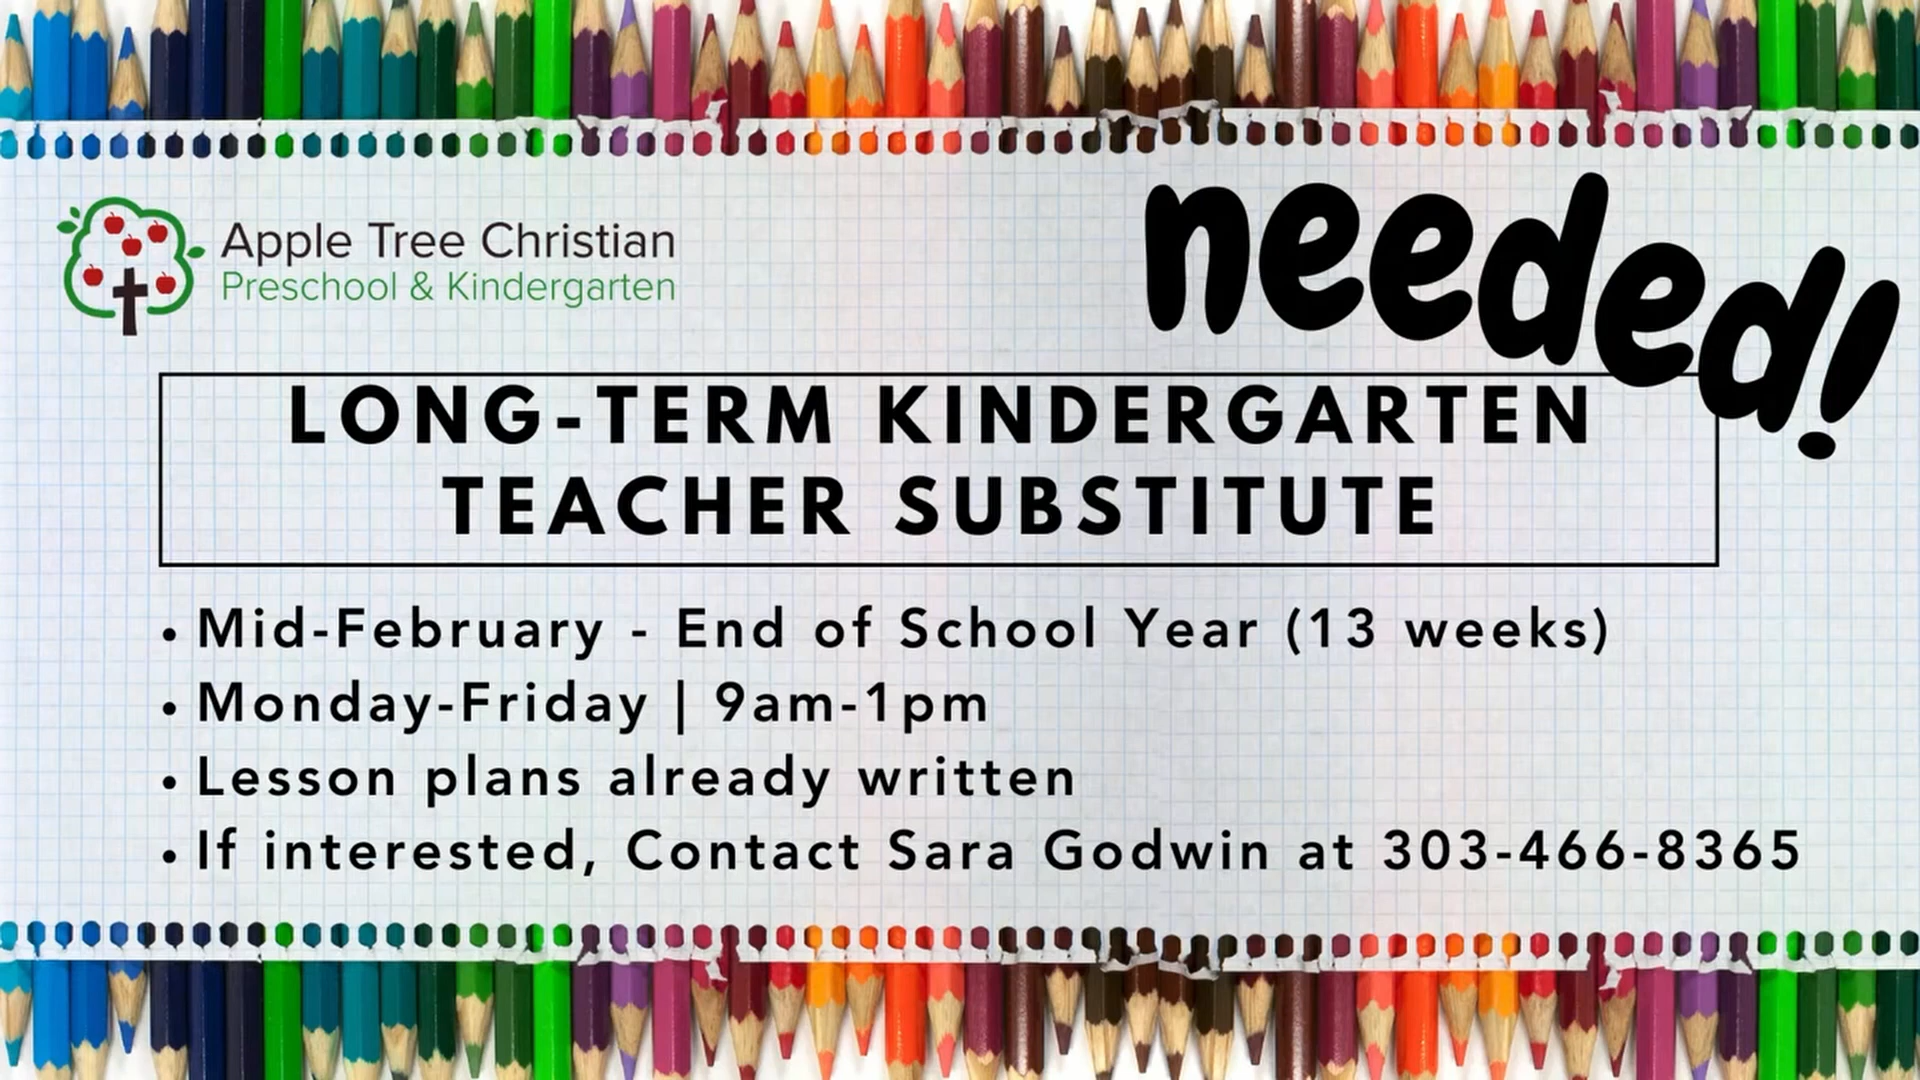 Apple Tree Christian
Preschool & Kindergarten
needed!
LONG-TERM KINDERGARTEN
TEACHER SUBSTITUTE
• Mid-February - End of School Year (13 weeks)
• Monday-Friday | 9am-1pm
• Lesson plans already written
• If interested, Contact Sara Godwin at 303-466-8365